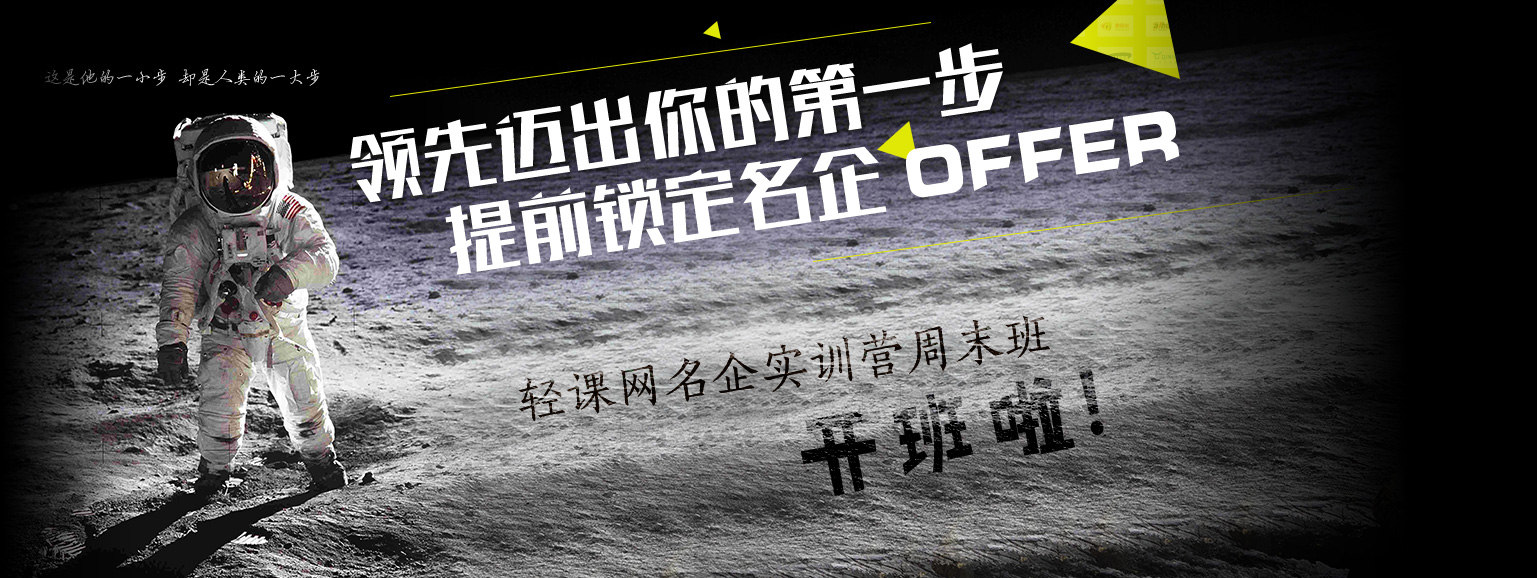 这是他的一小步 却是人类的一大步
领先迈出你的第一步
提前锁定名企 OFFER
轻课网名企实训营周末班
开班啦!